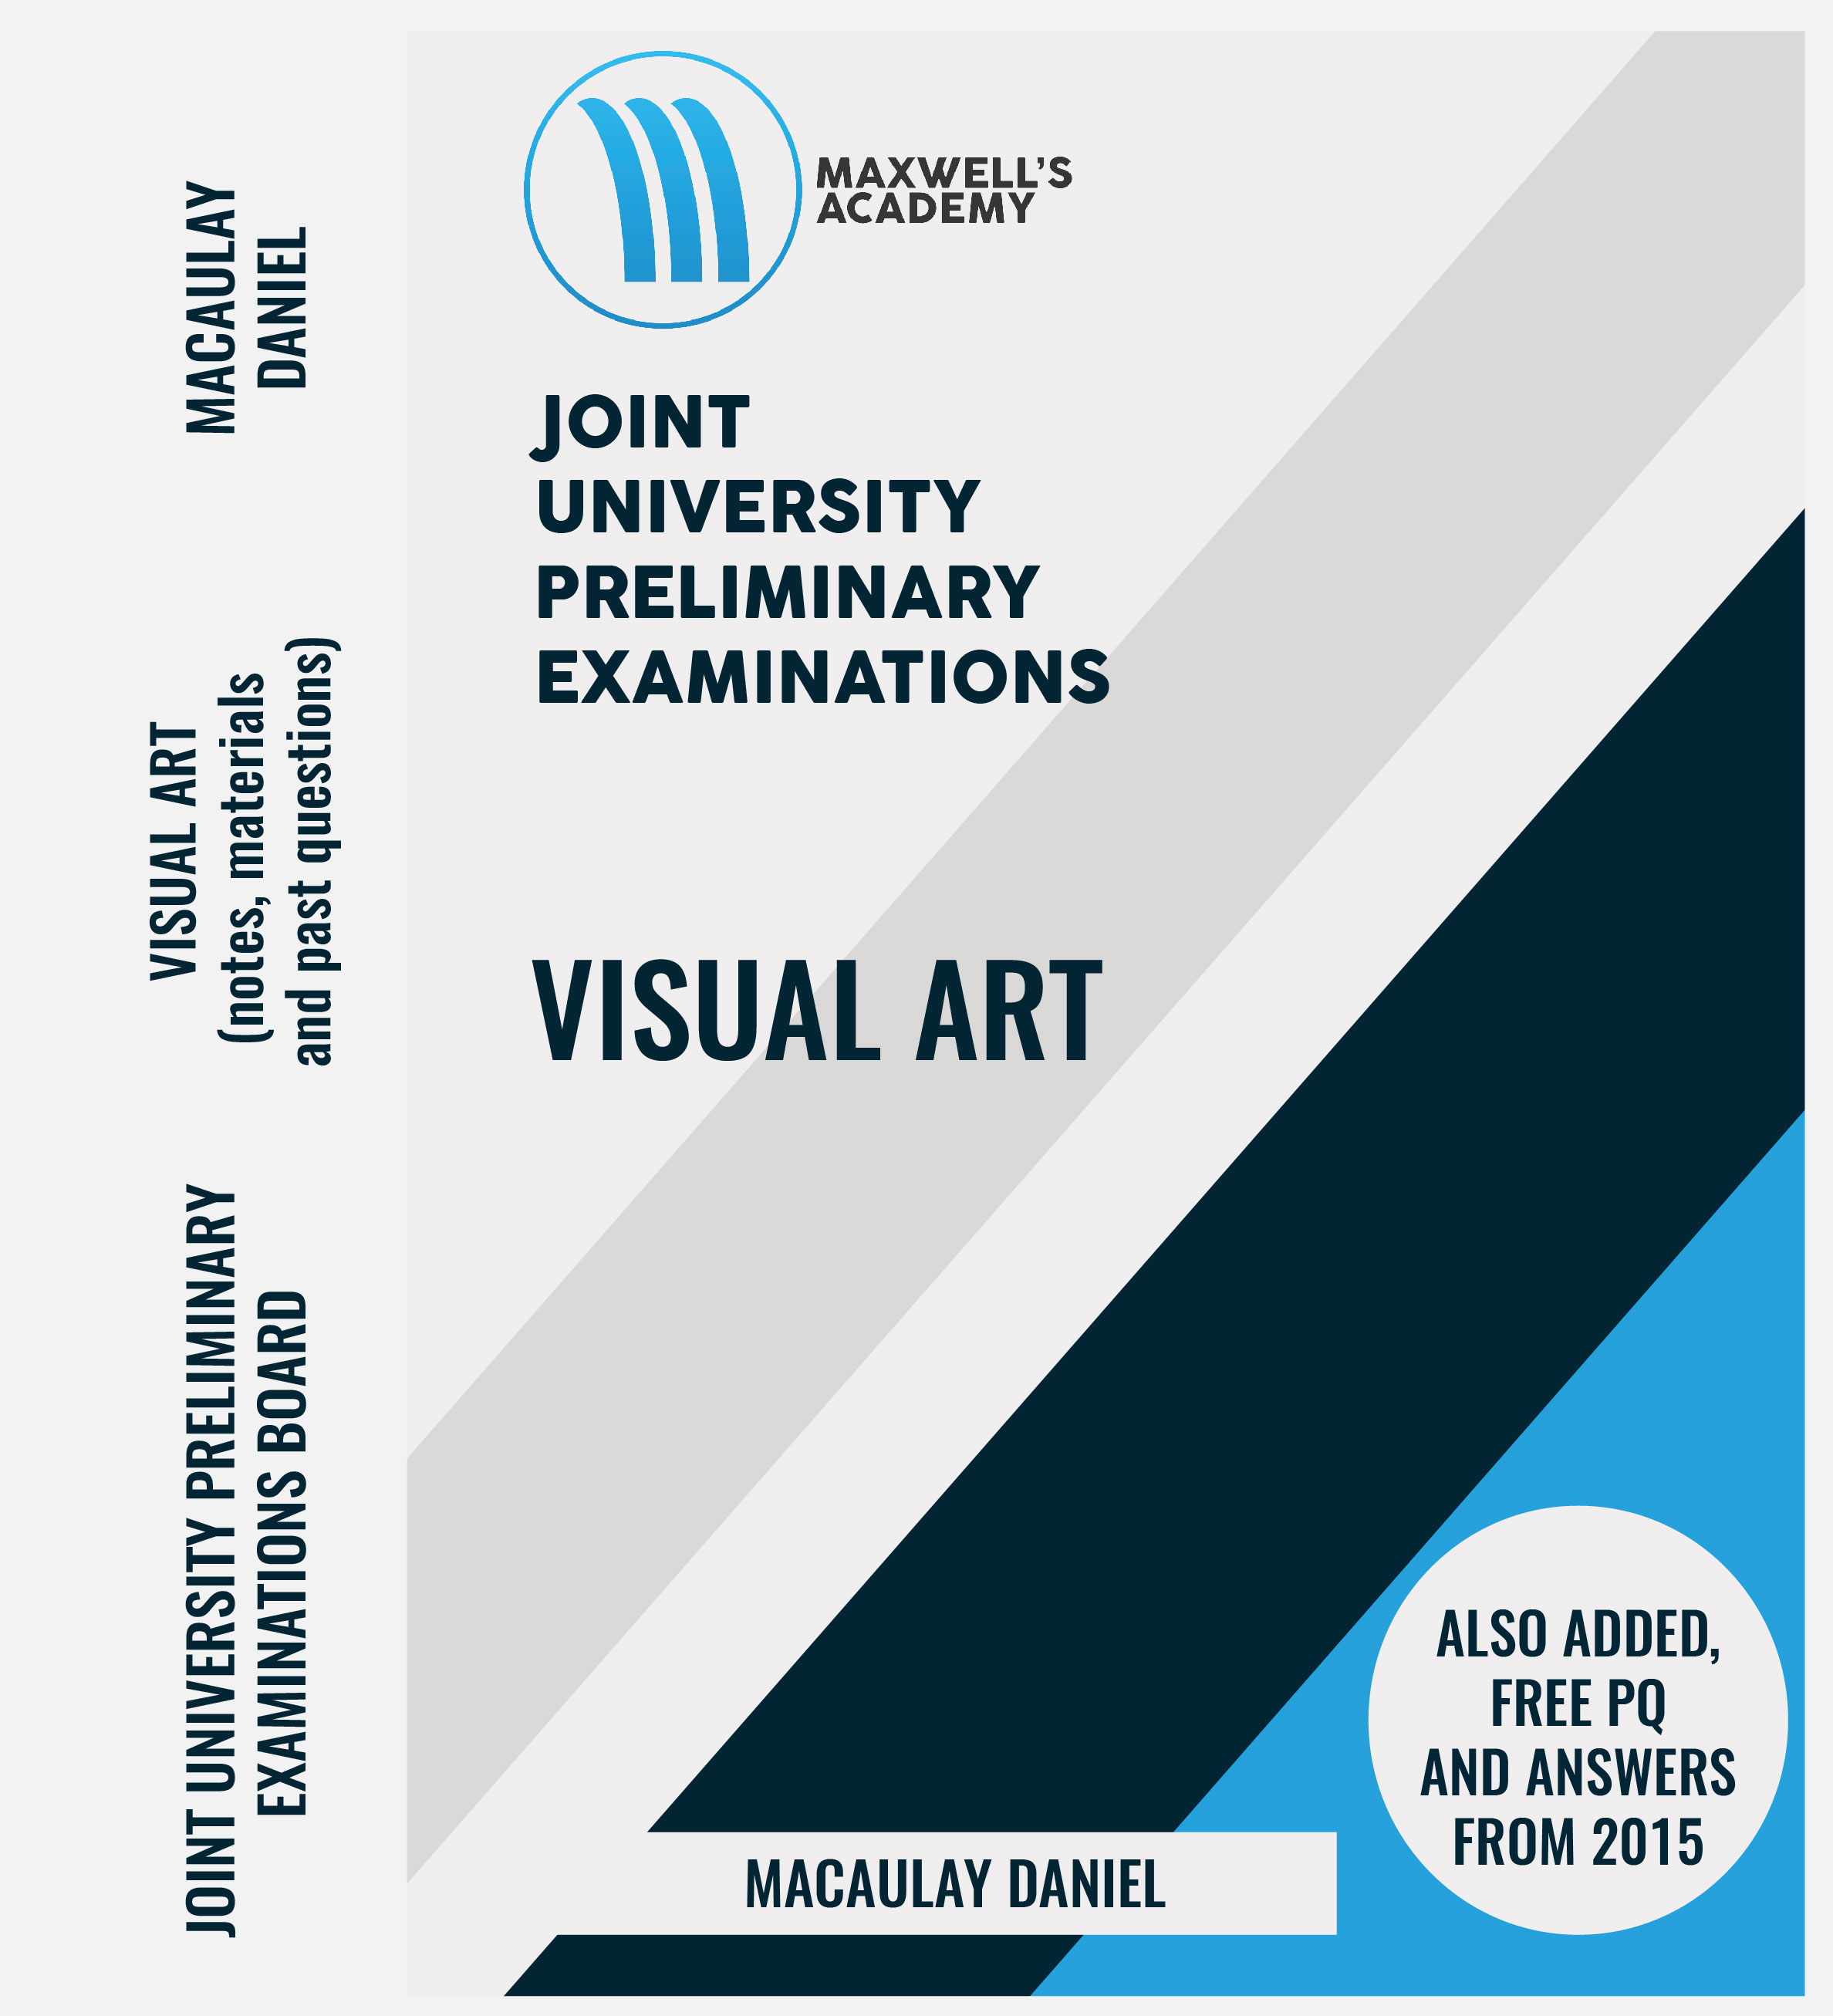 MACAULAY
DANIEL
VISUAL ART
(notes, materials
and past questions)
JOINT UNIVERSITY PRELIMINARY
EXAMINATIONS BOARD
MAXWELL'S
ACADEMY
JOINT
UNIVERSITY
PRELIMINARY
EXAMINATIONS
VISUAL ART
ALSO ADDED,
FREE PQ
AND ANSWERS
FROM 2015
MACAULAY DANIEL